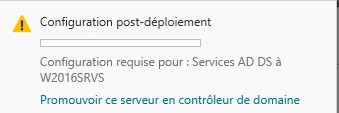 Configuration post-déploiement
Configuration requise pour : Services AD DS à
W2016SRVS
Promouvoir ce serveur en contrôleur de domaine